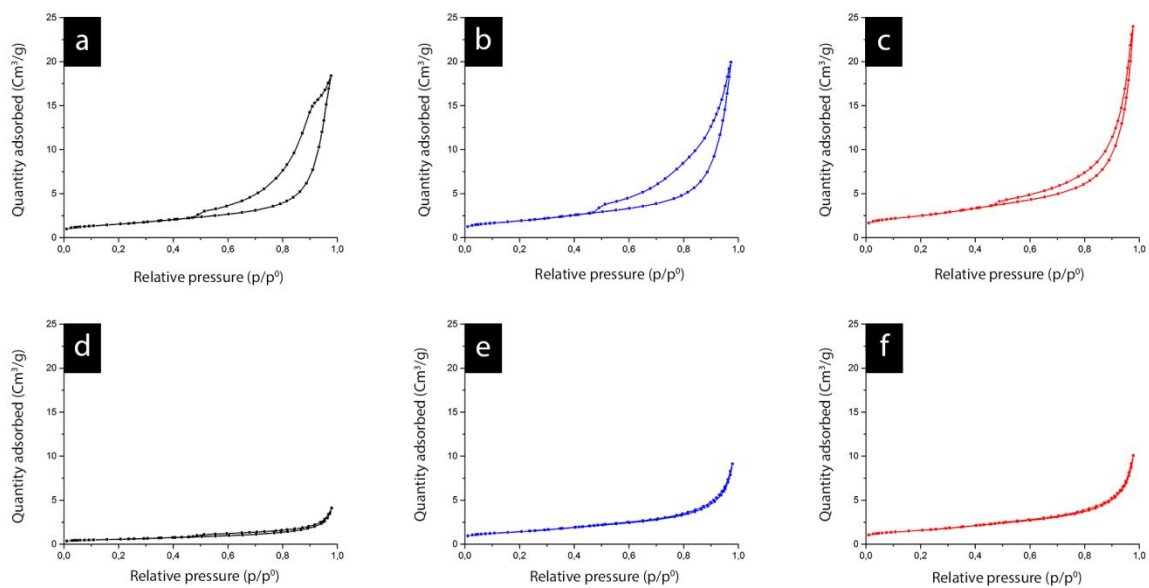 a
25
20
15
10
5
0
Quantity adsorbed (Cm³/g)
0,0 0,2 0,4 0,6 0,8 1,0
Relative pressure (p/p⁰)
b
25
20
15
10
5
0
Quantity adsorbed (Cm³/g)
0,0 0,2 0,4 0,6 0,8 1,0
Relative pressure (p/p⁰)
c
25
20
15
10
5
0
Quantity adsorbed (Cm³/g)
0,0 0,2 0,4 0,6 0,8 1,0
Relative pressure (p/p⁰)
d
25
20
15
10
5
0
Quantity adsorbed (Cm³/g)
0,0 0,2 0,4 0,6 0,8 1,0
Relative pressure (p/p⁰)
e
25
20
15
10
5
0
Quantity adsorbed (Cm³/g)
0,0 0,2 0,4 0,6 0,8 1,0
Relative pressure (p/p⁰)
f
25
20
15
10
5
0
Quantity adsorbed (Cm³/g)
0,0 0,2 0,4 0,6 0,8 1,0
Relative pressure (p/p⁰)